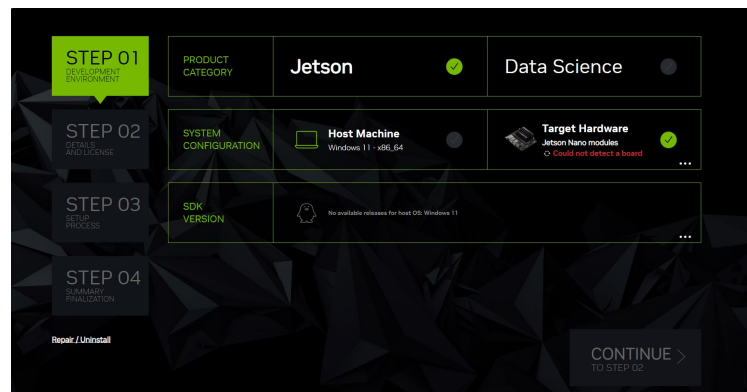 STEP 01
DEVELOPMENT
ENVIRONMENT
PRODUCT
CATEGORY
Jetson
Data Science
STEP 02
DETAILS
AND LICENSE
SYSTEM
CONFIGURATION
Host Machine
Windows 11 - x86_64
Target Hardware
Jetson Nano modules
Could not detect a board
...
STEP 03
SETUP
PROCESS
SDK
VERSION
No available releases for host OS: Windows 11
...
STEP 04
SUMMARY
FINALIZATION
Repair / Uninstall
CONTINUE >
TO STEP 02